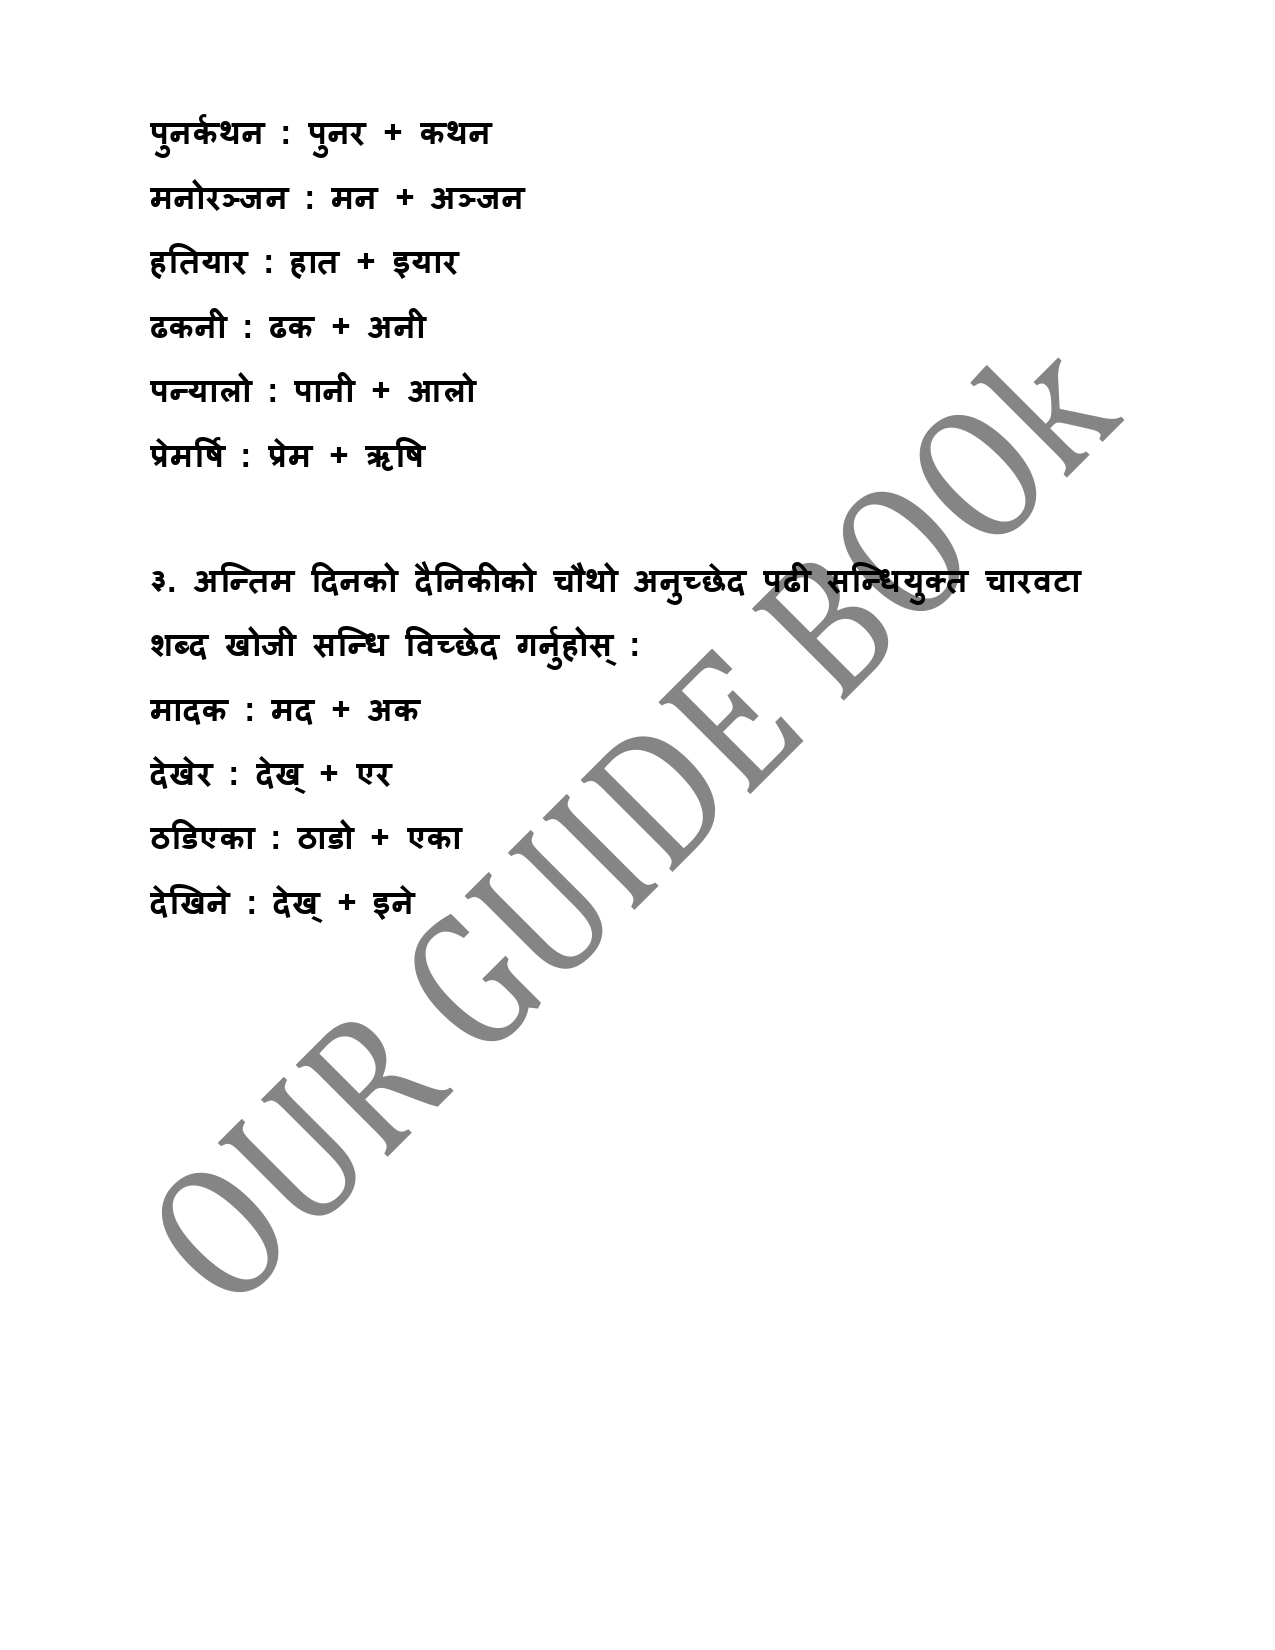 पुनर्कथन : पुनर + कथन
मनोरञ्जन : मन + अञ्जन
हतियार : हात + इयार
ढकनी : ढक + अनी
पन्यालो : पानी + आलो
प्रेमर्षि : प्रेम + ऋषि
३. अन्तिम दिनको दैनिकीको चौथो अनुच्छेद पढी सन्धियुक्त चारवटा
शब्द खोजी सन्धि विच्छेद गर्नुहोस् :
मादक : मद + अक
देखेर : देख् + एर
ठडिएका : ठाडो + एका
देखिने : देख् + इने
OUR GUIDE BOOk